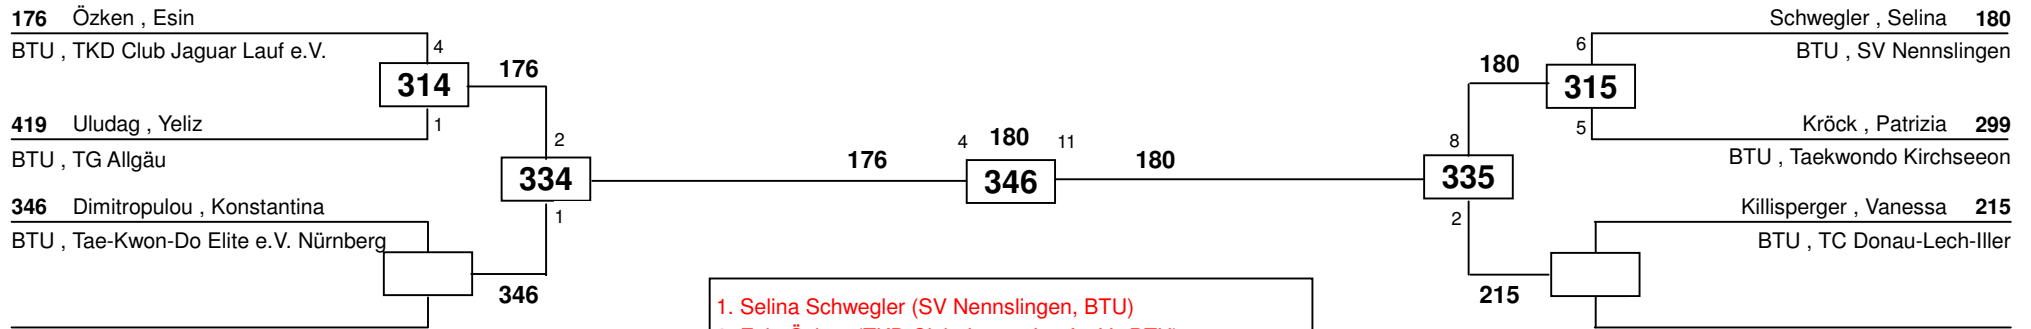 176 Özken , Esin
BTU , TKD Club Jaguar Lauf e.V.
4
314
176
419 Uludag , Yeliz
1
BTU , TG Allgäu
2
334
1
346 Dimitropulou , Konstantina
BTU , Tae-Kwon-Do Elite e.V. Nürnberg
346
176
4 180 11
346
180
Schwegler , Selina 180
6
BTU , SV Nennslingen
180
315
Kröck , Patrizia 299
5
BTU , Taekwondo Kirchseeon
8
335
2
Killisperger , Vanessa 215
BTU , TC Donau-Lech-Iller
215
1. Selina Schwegler (SV Nennslingen, BTU)